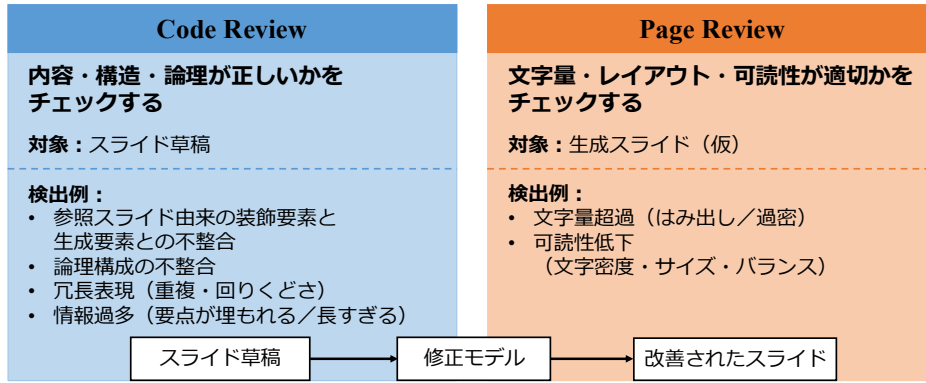 Code Review
内容・構造・論理が正しいかを
チェックする
対象：スライド草稿
検出例：
• 参照スライド由来の装飾要素と
生成要素との不整合
• 論理構成の不整合
• 冗長表現（重複・回りくどさ）
• 情報過多（要点が埋もれる／長すぎる）
Page Review
文字量・レイアウト・可読性が適切かを
チェックする
対象：生成スライド（仮）
検出例：
• 文字量超過（はみ出し／過密）
• 可読性低下
（文字密度・サイズ・バランス）
スライド草稿
修正モデル
改善されたスライド